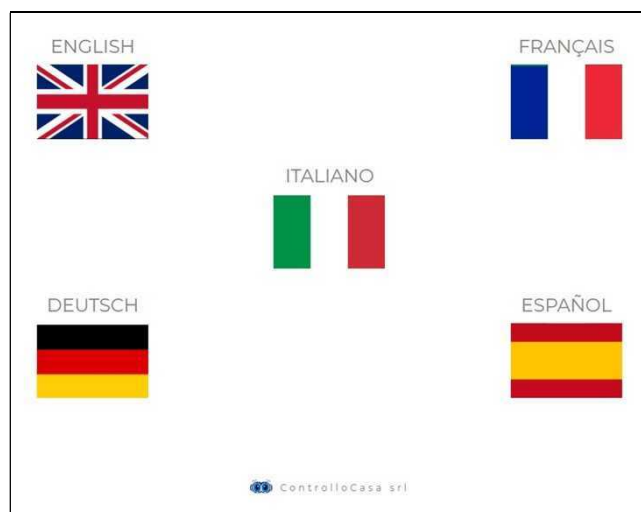 ENGLISH
FRANÇAIS
ITALIANO
DEUTSCH
ESPAÑOL
ControlloCasa srl